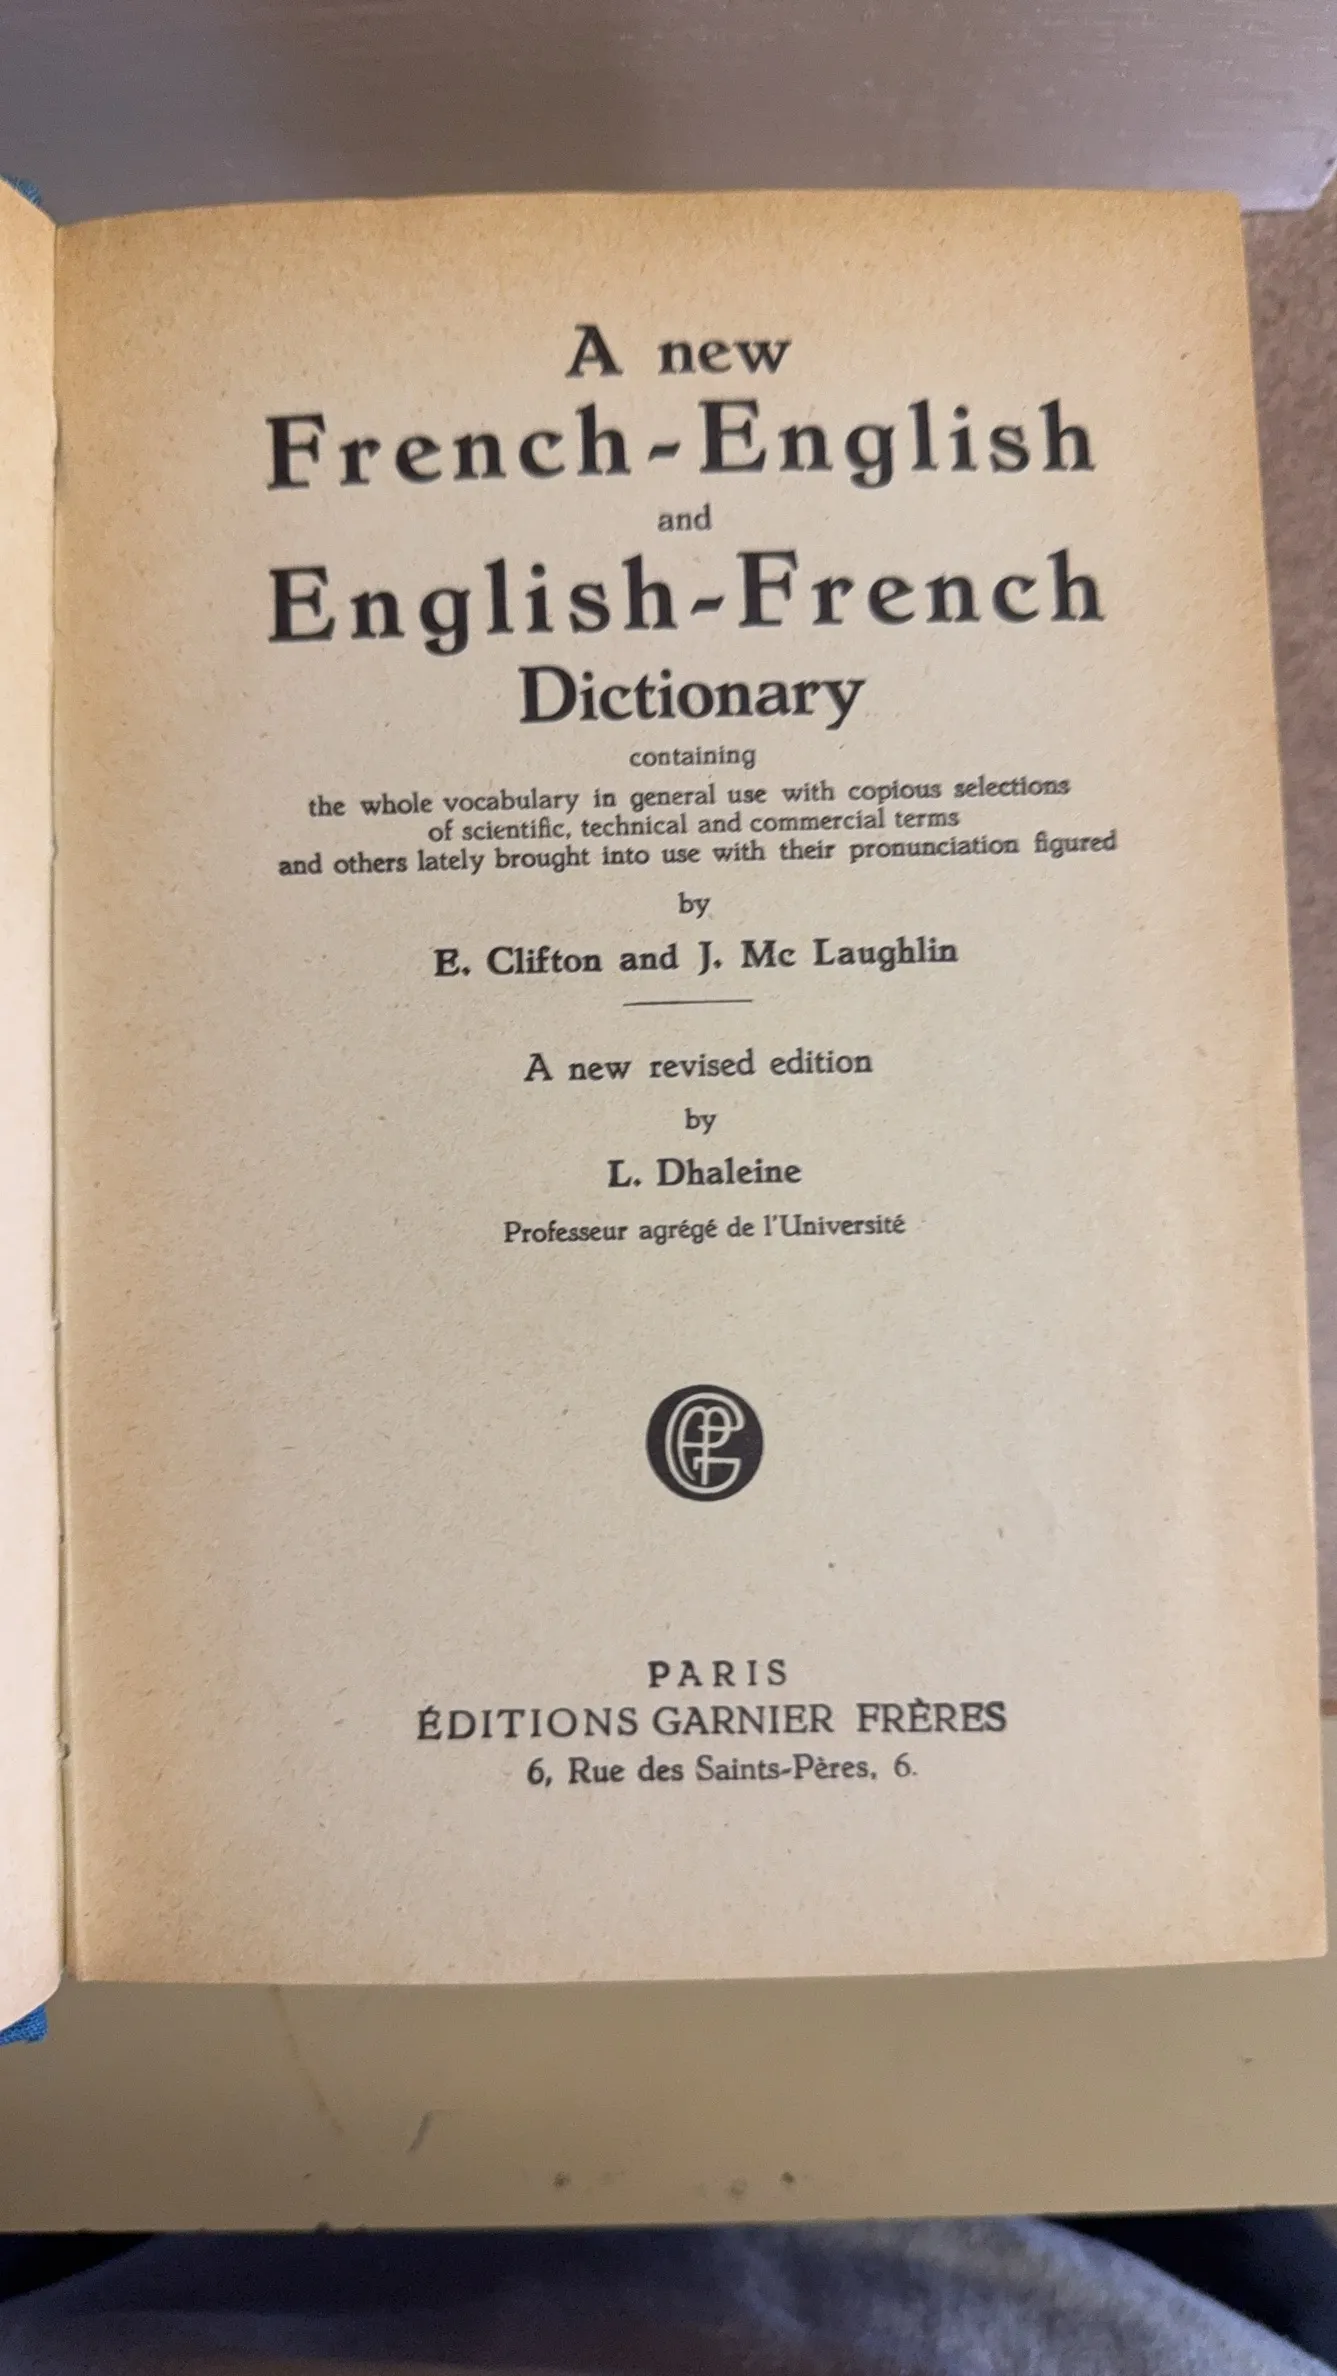 A new
French-English
and
English-French
Dictionary
containing
the whole vocabulary in general use with copious selections
of scientific, technical and commercial terms
and others lately brought into use with their pronunciation figured
by
E. Clifton and J. Mc Laughlin
A new revised edition
by
L. Dhaleine
Professeur agrégé de l'Université
PARIS
ÉDITIONS GARNIER FRÈRES
6, Rue des Saints-Pères, 6.